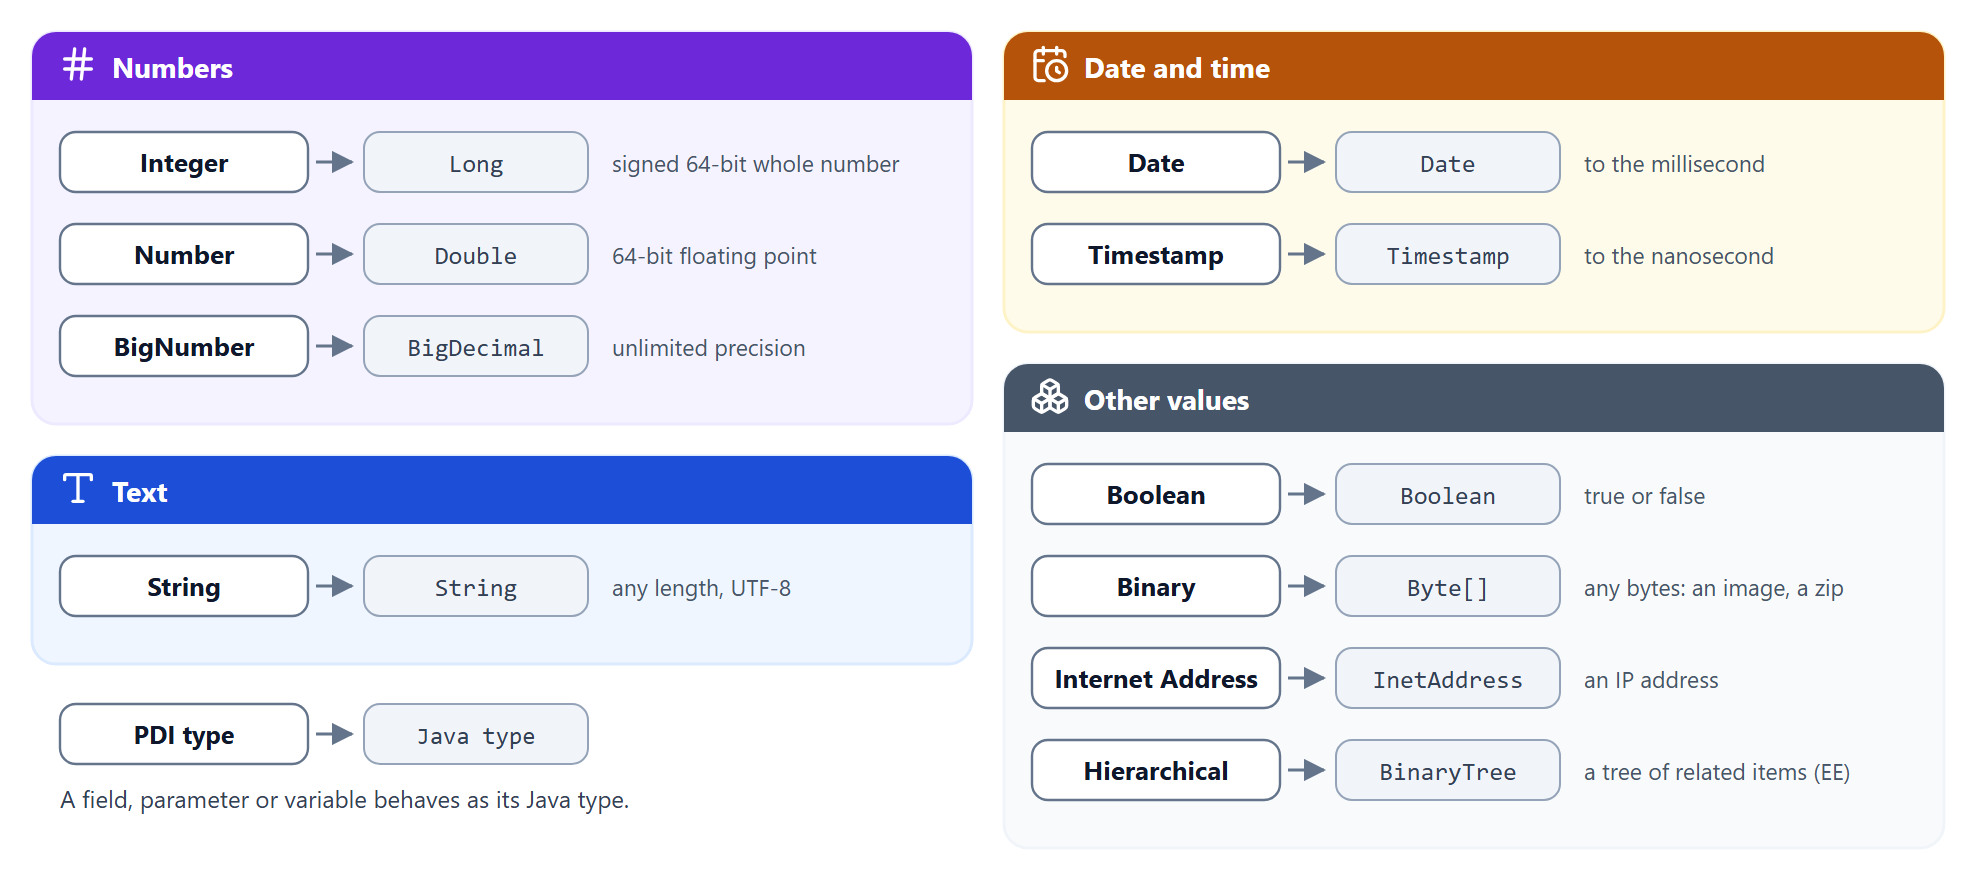 Numbers
Integer Long signed 64-bit whole number
Number Double 64-bit floating point
BigNumber BigDecimal unlimited precision
Text
String String any length, UTF-8
PDI type Java type
A field, parameter or variable behaves as its Java type.
Date and time
Date Date to the millisecond
Timestamp Timestamp to the nanosecond
Other values
Boolean Boolean true or false
Binary Byte[] any bytes: an image, a zip
Internet Address InetAddress an IP address
Hierarchical BinaryTree a tree of related items (EE)